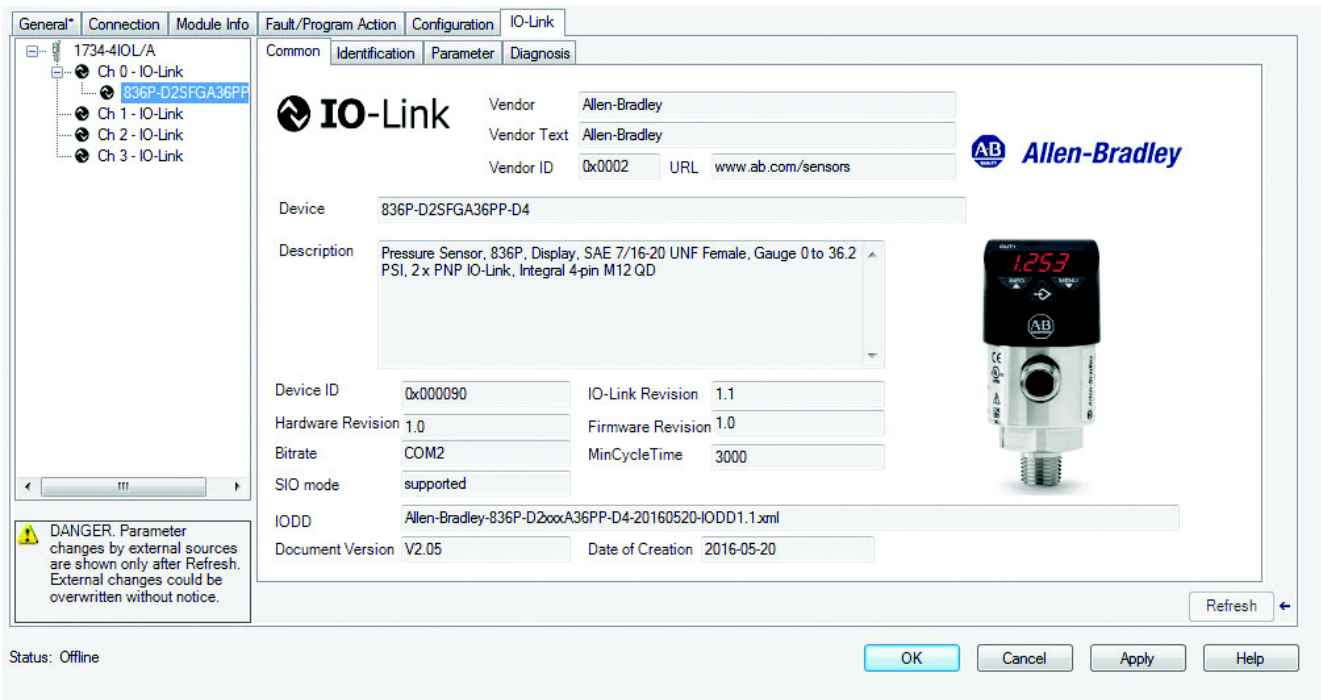 General* Connection Module Info Fault/Program Action Configuration IO-Link
1734-4IOL/A
Ch 0 - IO-Link
836P-D2SFGA36PP
Ch 1 - IO-Link
Ch 2 - IO-Link
Ch 3 - IO-Link
DANGER. Parameter
changes by external sources
are shown only after Refresh.
External changes could be
overwritten without notice.
Common Identification Parameter Diagnosis
IO-Link
Vendor Allen-Bradley
Vendor Text Allen-Bradley
Vendor ID 0x0002 URL www.ab.com/sensors
AB Allen-Bradley
Device 836P-D2SFGA36PP-D4
Description Pressure Sensor, 836P, Display, SAE 7/16-20 UNF Female, Gauge 0 to 36.2
PSI, 2 x PNP IO-Link, Integral 4-pin M12 QD
OUT1
1.253
INFO MENU
AB
CE
Allen-Bradley
Device ID 0x000090 IO-Link Revision 1.1
Hardware Revision 1.0 Firmware Revision 1.0
Bitrate COM2 MinCycleTime 3000
SIO mode supported
IODD Allen-Bradley-836P-D2xxxA36PP-D4-20160520-IODD1.1.xml
Document Version V2.05 Date of Creation 2016-05-20
Refresh
Status: Offline
OK Cancel Apply Help